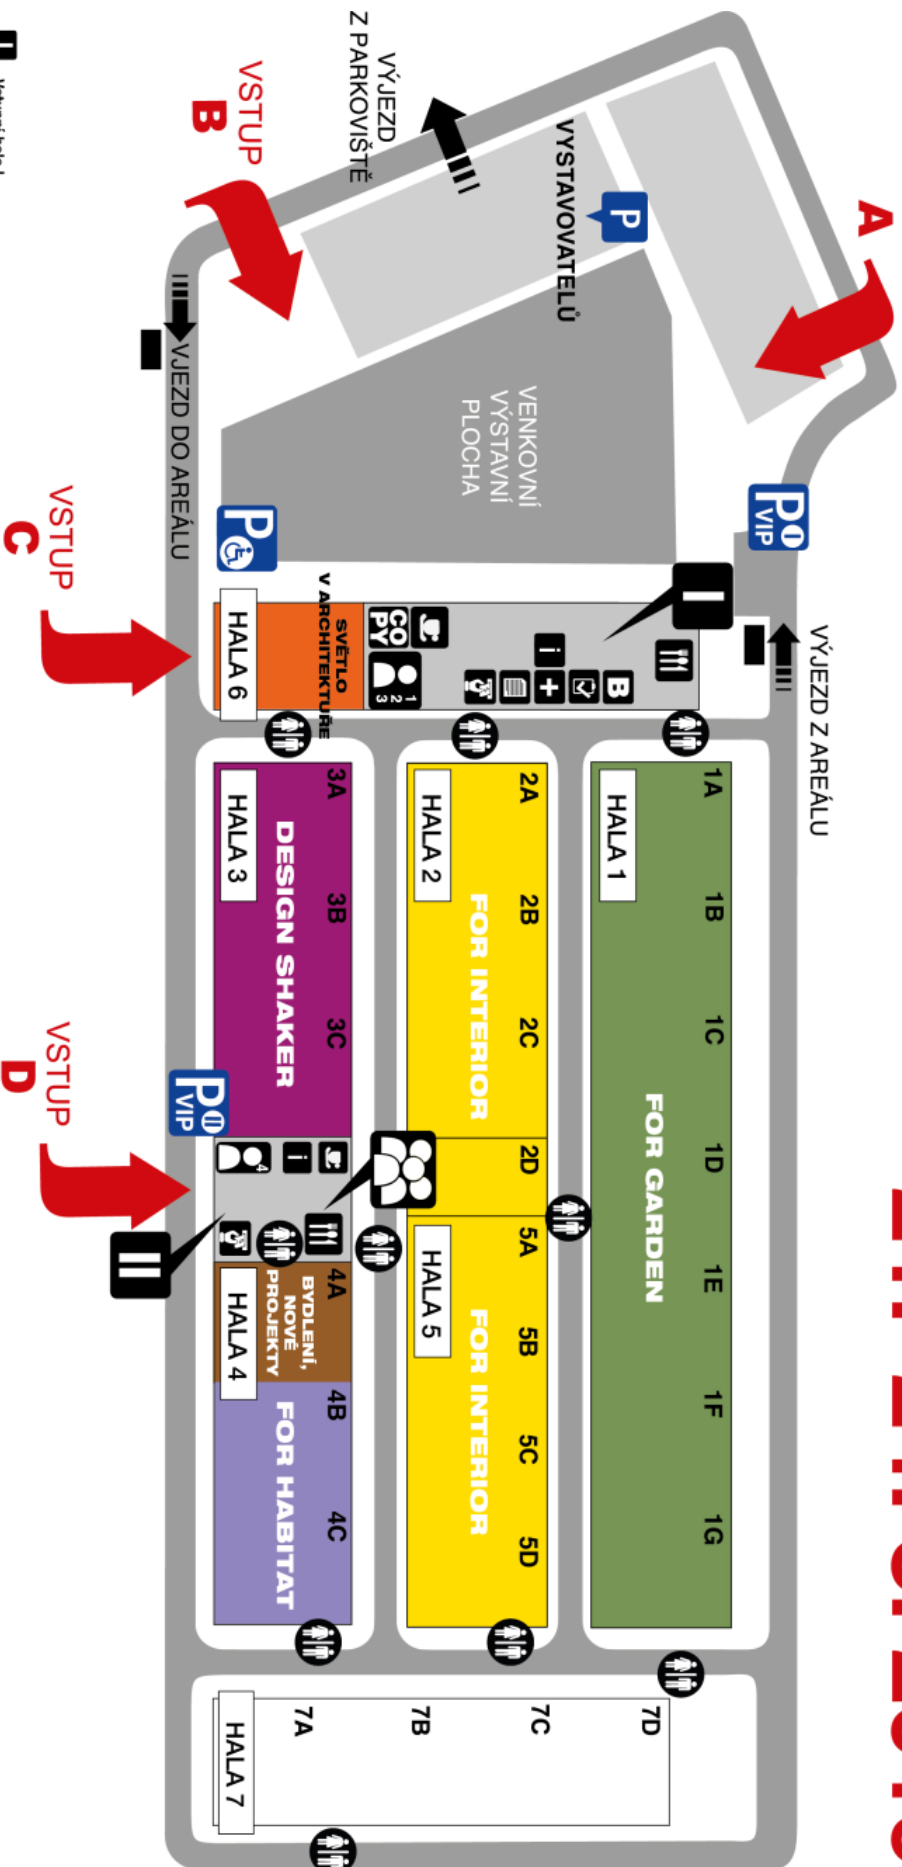 A
VSTUP
B
VÝJEZD
Z PARKOVIŠTĚ
VYSTAVOVATELŮ
P
VENKOVNÍ
VÝSTAVNÍ
PLOCHA
VJEZD DO AREÁLU
P I
VIP
VÝJEZD Z AREÁLU
P
VSTUP
C
I
HALA 6
SVĚTLO
V ARCHITEKTUŘE
CO
PY
1
2
3
i
B
HALA 1
1A
1B
1C
1D
1E
1F
1G
FOR GARDEN
HALA 2
2A
2B
2C
2D
FOR INTERIOR
HALA 5
5A
5B
5C
5D
FOR INTERIOR
HALA 3
3A
3B
3C
DESIGN SHAKER
P II
VIP
VSTUP
D
4
i
II
HALA 4
4A
4B
4C
BYDLENÍ,
NOVÉ
PROJEKTY
FOR HABITAT
HALA 7
7A
7B
7C
7D